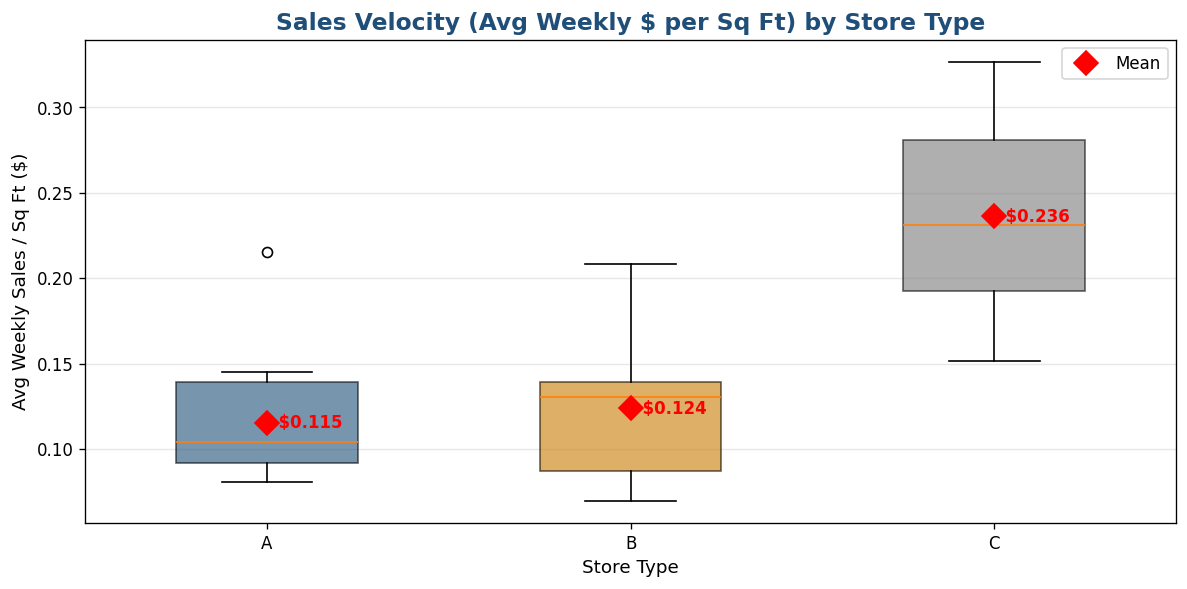 Sales Velocity (Avg Weekly $ per Sq Ft) by Store Type
Mean
Avg Weekly Sales / Sq Ft ($)
0.30
0.25
0.20
0.15
0.10
$0.115
$0.124
$0.236
A
B
C
Store Type